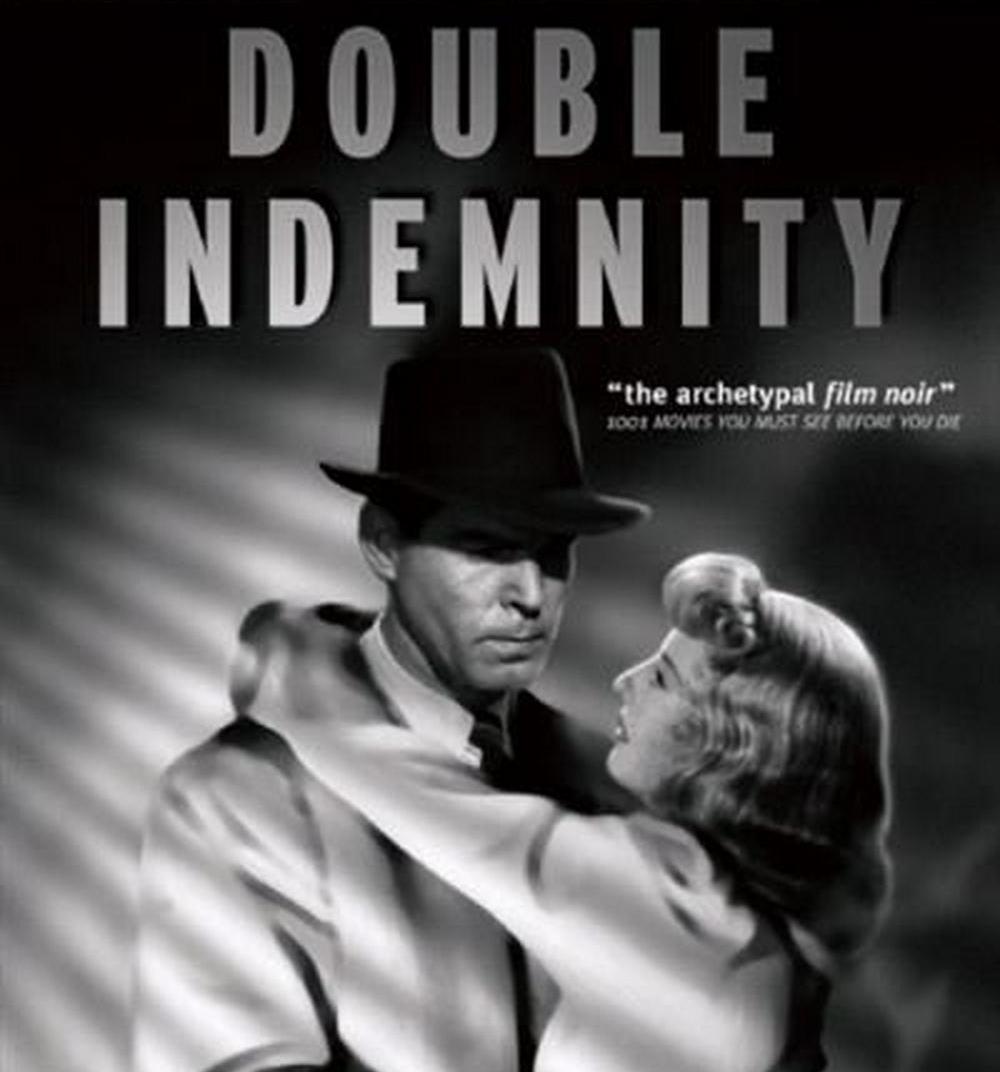 DOUBLE
INDEMNITY
“the archetypal film noir”
1001 MOVIES YOU MUST SEE BEFORE YOU DIE